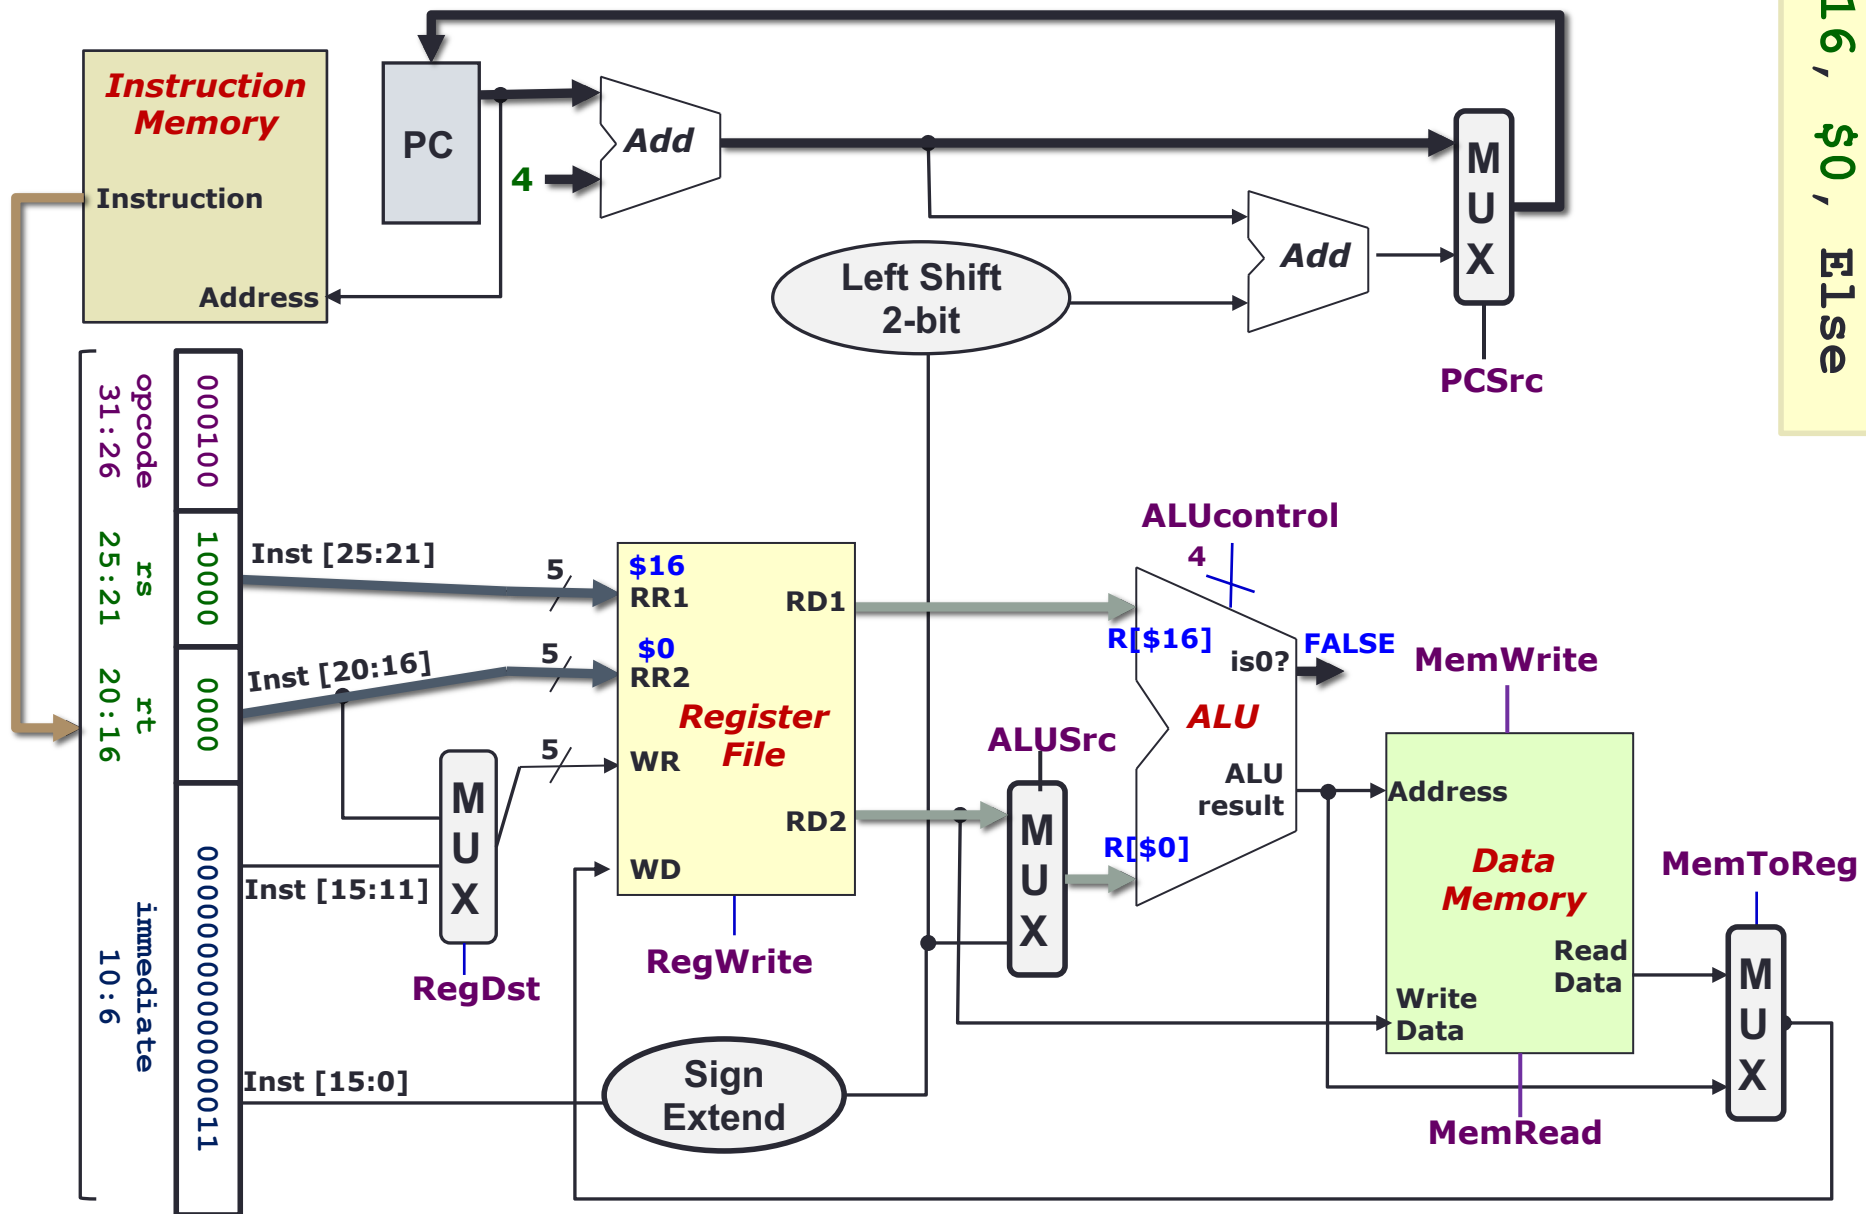 16, $0, Else
Instruction
Memory
Instruction
Address
PC
4
Add
Left Shift
2-bit
Add
M
U
X
PCSrc
opcode
31:26
000100
rs
25:21
10000
rt
20:16
0000
immediate
10:6
0000000000000011
Inst [25:21]
5
Inst [20:16]
5
5
Inst [15:11]
Inst [15:0]
M
U
X
RegDst
$16
RR1
$0
RR2
WR
WD
RD1
RD2
Register
File
RegWrite
Sign
Extend
ALUSrc
M
U
X
ALUcontrol
4
R[$16]
R[$0]
is0?
FALSE
ALU
ALU
result
MemWrite
Address
Data
Memory
Read
Data
Write
Data
MemRead
MemToReg
M
U
X